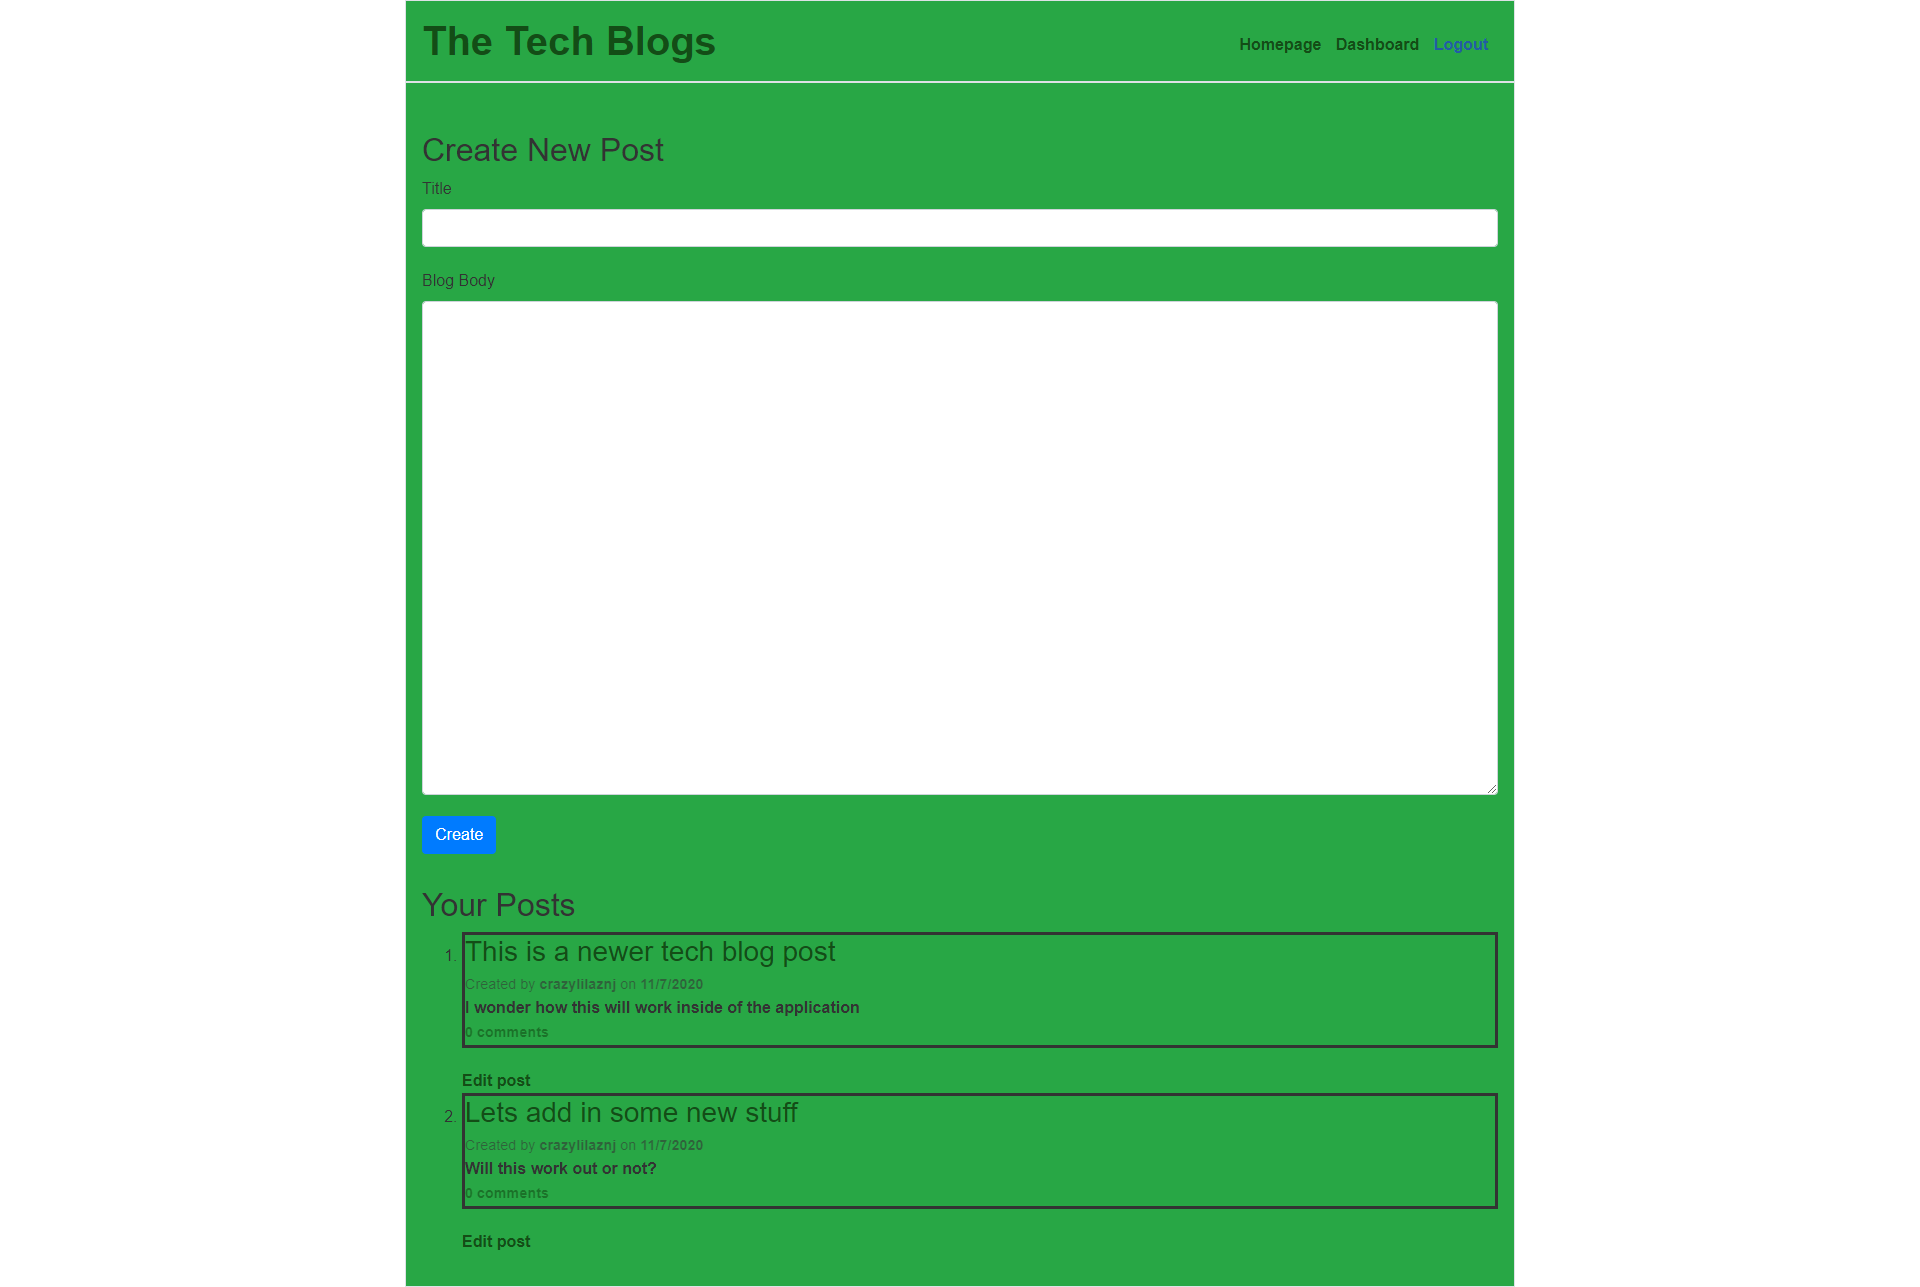 The Tech Blogs
Homepage Dashboard Logout
Create New Post
Title
Blog Body
Create
Your Posts
1. This is a newer tech blog post
Created by crazylilaznj on 11/7/2020
I wonder how this will work inside of the application
0 comments
Edit post
2. Lets add in some new stuff
Created by crazylilaznj on 11/7/2020
Will this work out or not?
0 comments
Edit post